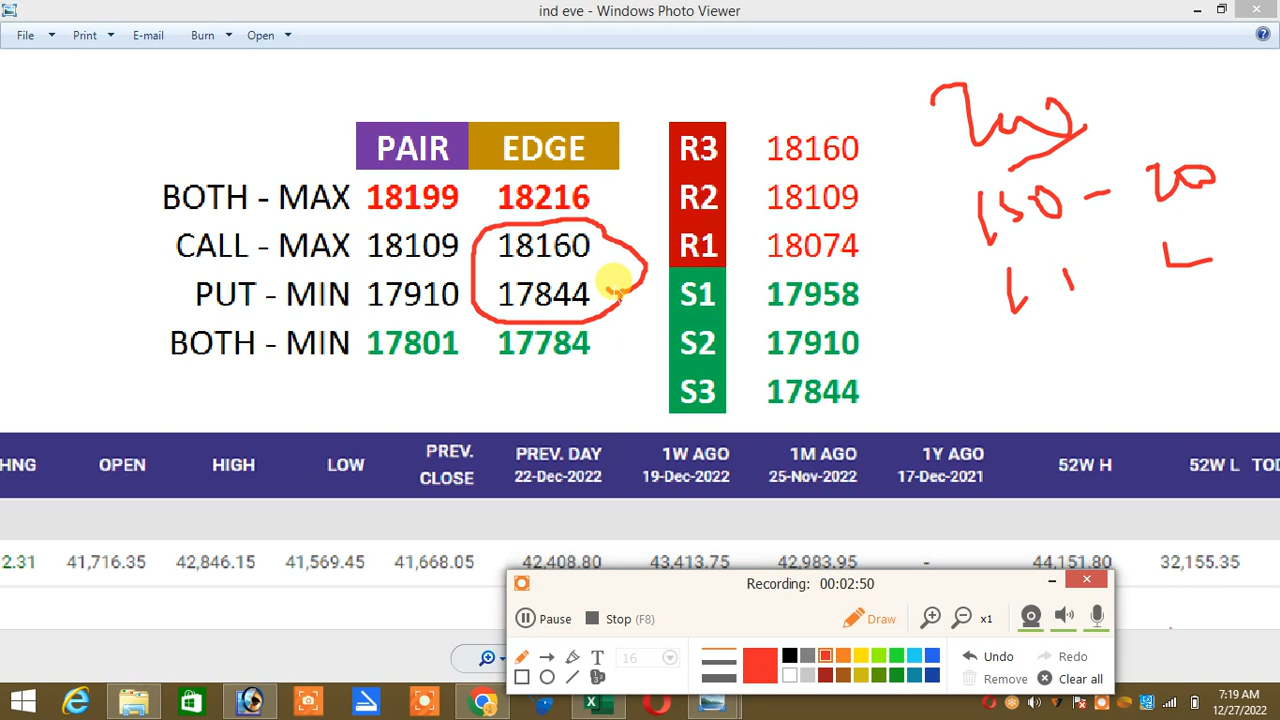 ind eve - Windows Photo Viewer
File Print E-mail Burn Open
PAIR EDGE
BOTH - MAX 18199 18216
CALL - MAX 18109 18160
PUT - MIN 17910 17844
BOTH - MIN 17801 17784
R3 18160
R2 18109
R1 18074
S1 17958
S2 17910
S3 17844
150 - 200
HNG OPEN HIGH LOW PREV. CLOSE PREV. DAY 22-Dec-2022 1W AGO 19-Dec-2022 1M AGO 25-Nov-2022 1Y AGO 17-Dec-2021 52W H 52W L TOD
2.31 41,716.35 42,846.15 41,569.45 41,668.05 42,408.80 43,413.75 42,983.95 - 44,151.80 32,155.35
Recording: 00:02:50
Pause Stop (F8) Draw x1
T 16 Undo Redo
Remove Clear all
7:19 AM
12/27/2022